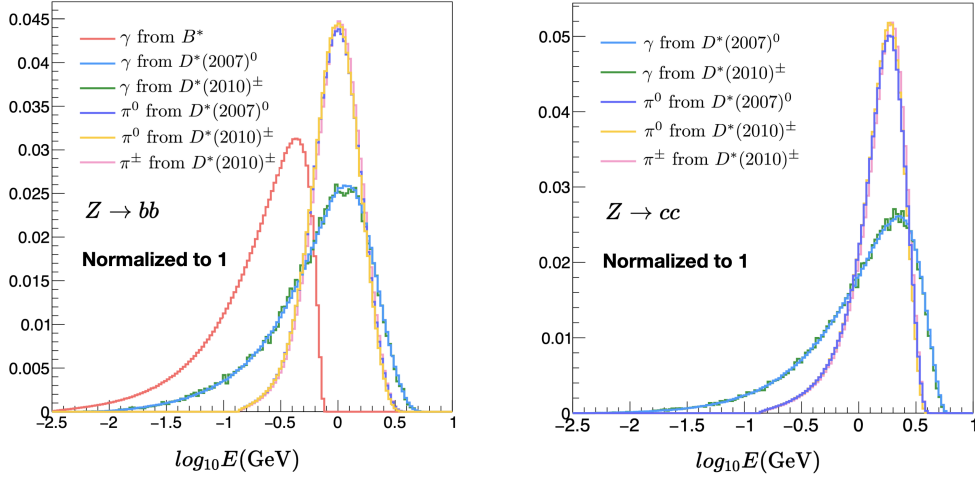 0.045
0.04
0.035
0.03
0.025
0.02
0.015
0.01
0.005
0
γ from B*
γ from D*(2007)⁰
γ from D*(2010)±
π⁰ from D*(2007)⁰
π⁰ from D*(2010)±
π± from D*(2010)±
Z → bb
Normalized to 1
−2.5 −2 −1.5 −1 −0.5 0 0.5 1
log₁₀E(GeV)
0.05
0.04
0.03
0.02
0.01
0
γ from D*(2007)⁰
γ from D*(2010)±
π⁰ from D*(2007)⁰
π⁰ from D*(2010)±
π± from D*(2010)±
Z → cc
Normalized to 1
−2.5 −2 −1.5 −1 −0.5 0 0.5 1
log₁₀E(GeV)